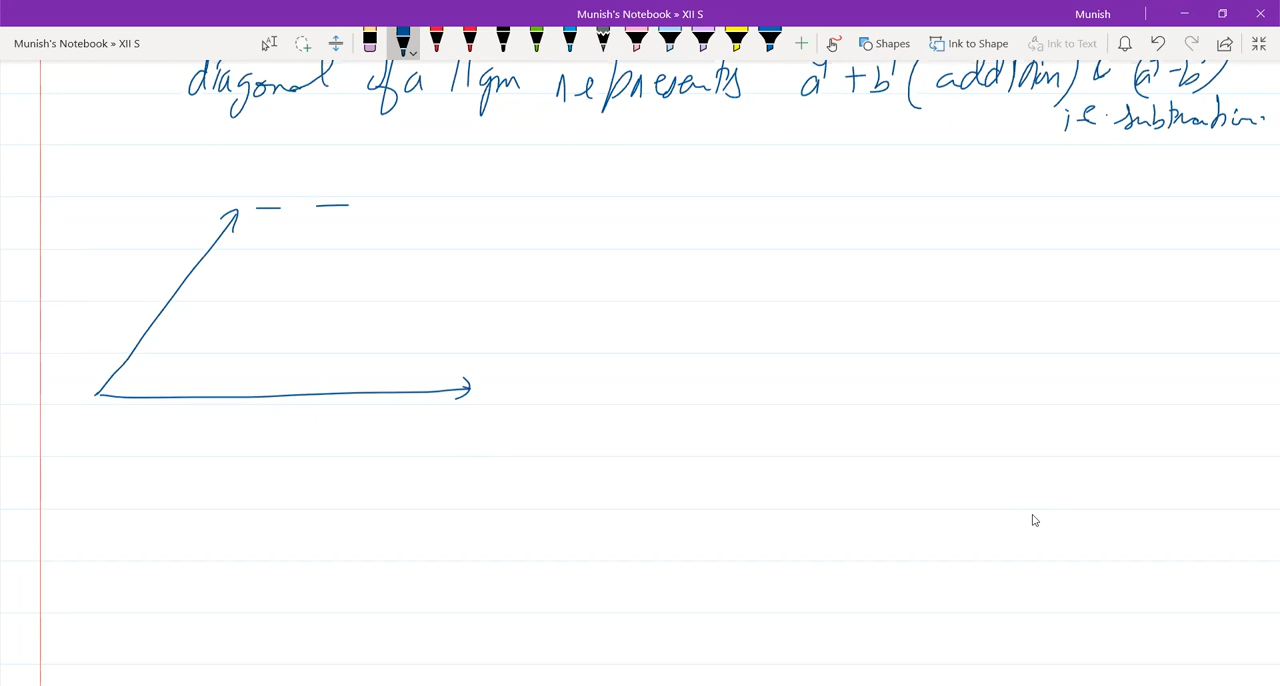 Munish's Notebook » XII S
Munish
Munish's Notebook » XII S
Shapes
Ink to Shape
Ink to Text
diagonal of a ||gm represents a⃗ + b⃗ (addition) & (a⃗ - b⃗)
i.e. subtraction.